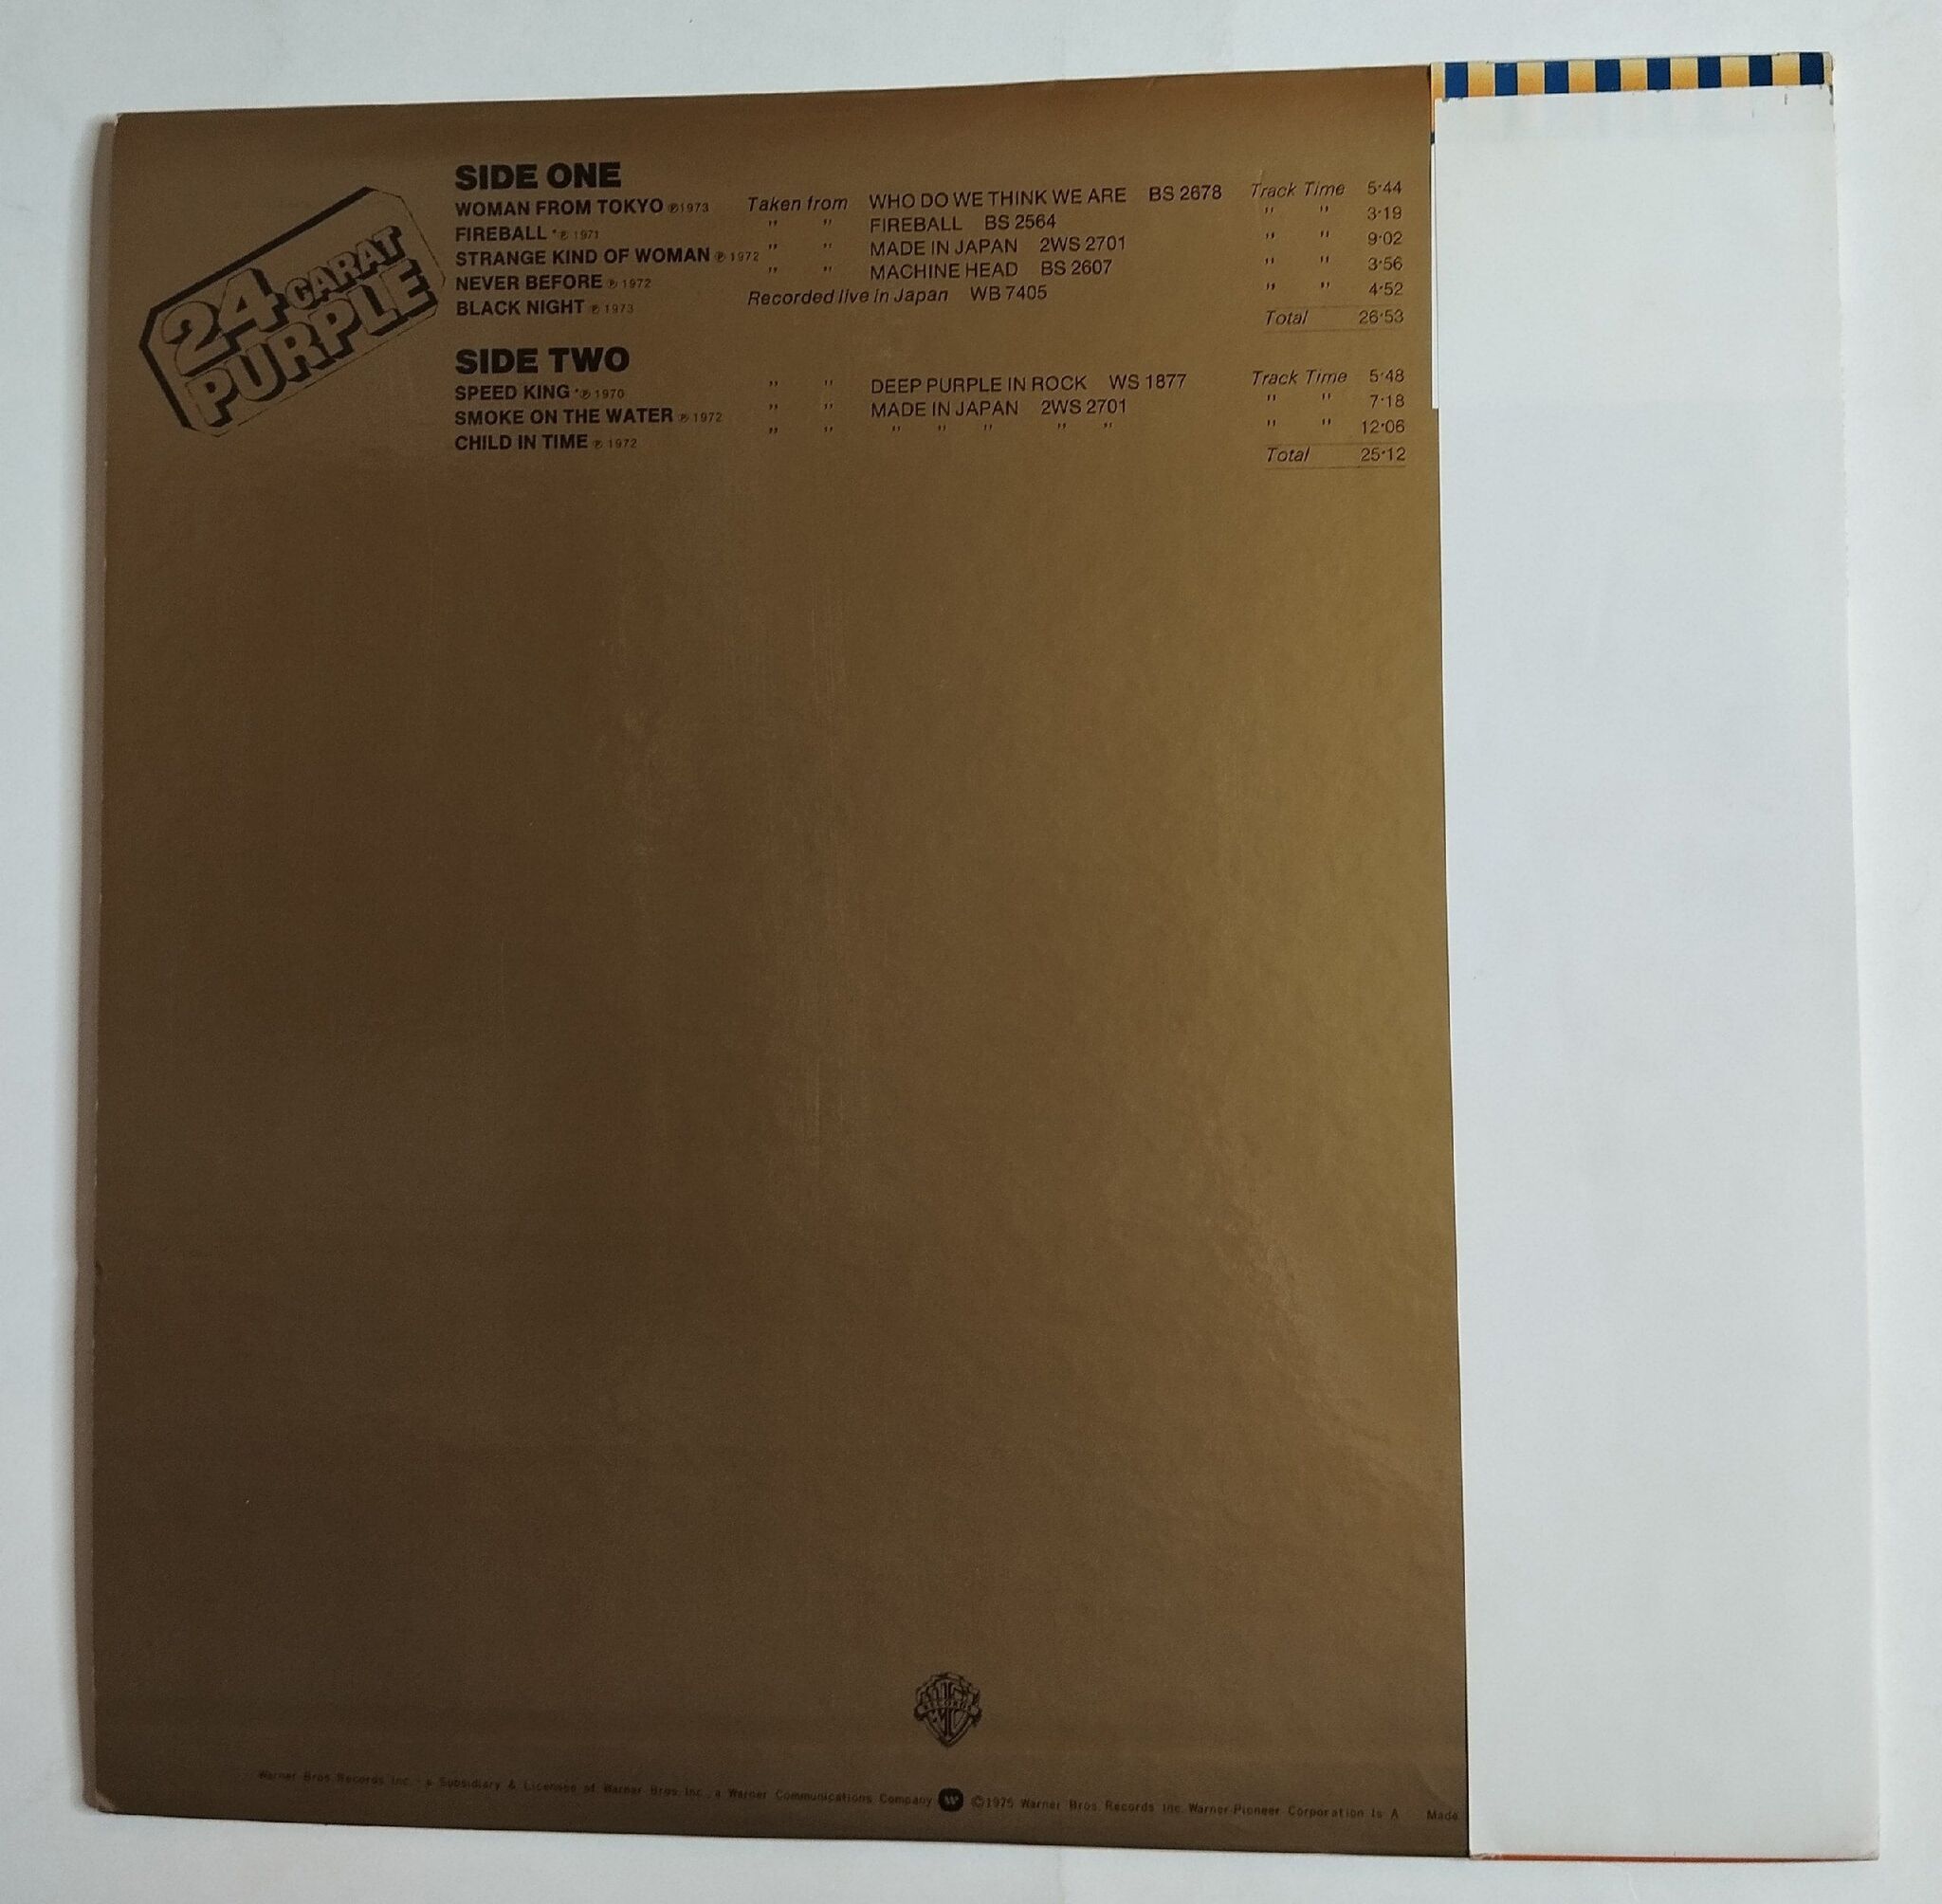 24 CARAT
PURPLE
SIDE ONE
WOMAN FROM TOKYO ℗1973 Taken from WHO DO WE THINK WE ARE BS 2678 Track Time 5·44
FIREBALL *℗ 1971 " " FIREBALL BS 2564 " " 3·19
STRANGE KIND OF WOMAN ℗ 1972 " " MADE IN JAPAN 2WS 2701 " " 9·02
NEVER BEFORE ℗ 1972 " " MACHINE HEAD BS 2607 " " 3·56
BLACK NIGHT ℗ 1973 Recorded live in Japan WB 7405 " " 4·52
Total 26·53
SIDE TWO
SPEED KING *℗ 1970 " " DEEP PURPLE IN ROCK WS 1877 Track Time 5·48
SMOKE ON THE WATER ℗ 1972 " " MADE IN JAPAN 2WS 2701 " " 7·18
CHILD IN TIME ℗ 1972 " " " " " " " " " 12·06
Total 25·12
RECORDS
Warner Bros. Records Inc. a Subsidiary & Licensee of Warner Bros. Inc., a Warner Communications Company W ©1975 Warner Bros. Records Inc. Warner-Pioneer Corporation Is A Made